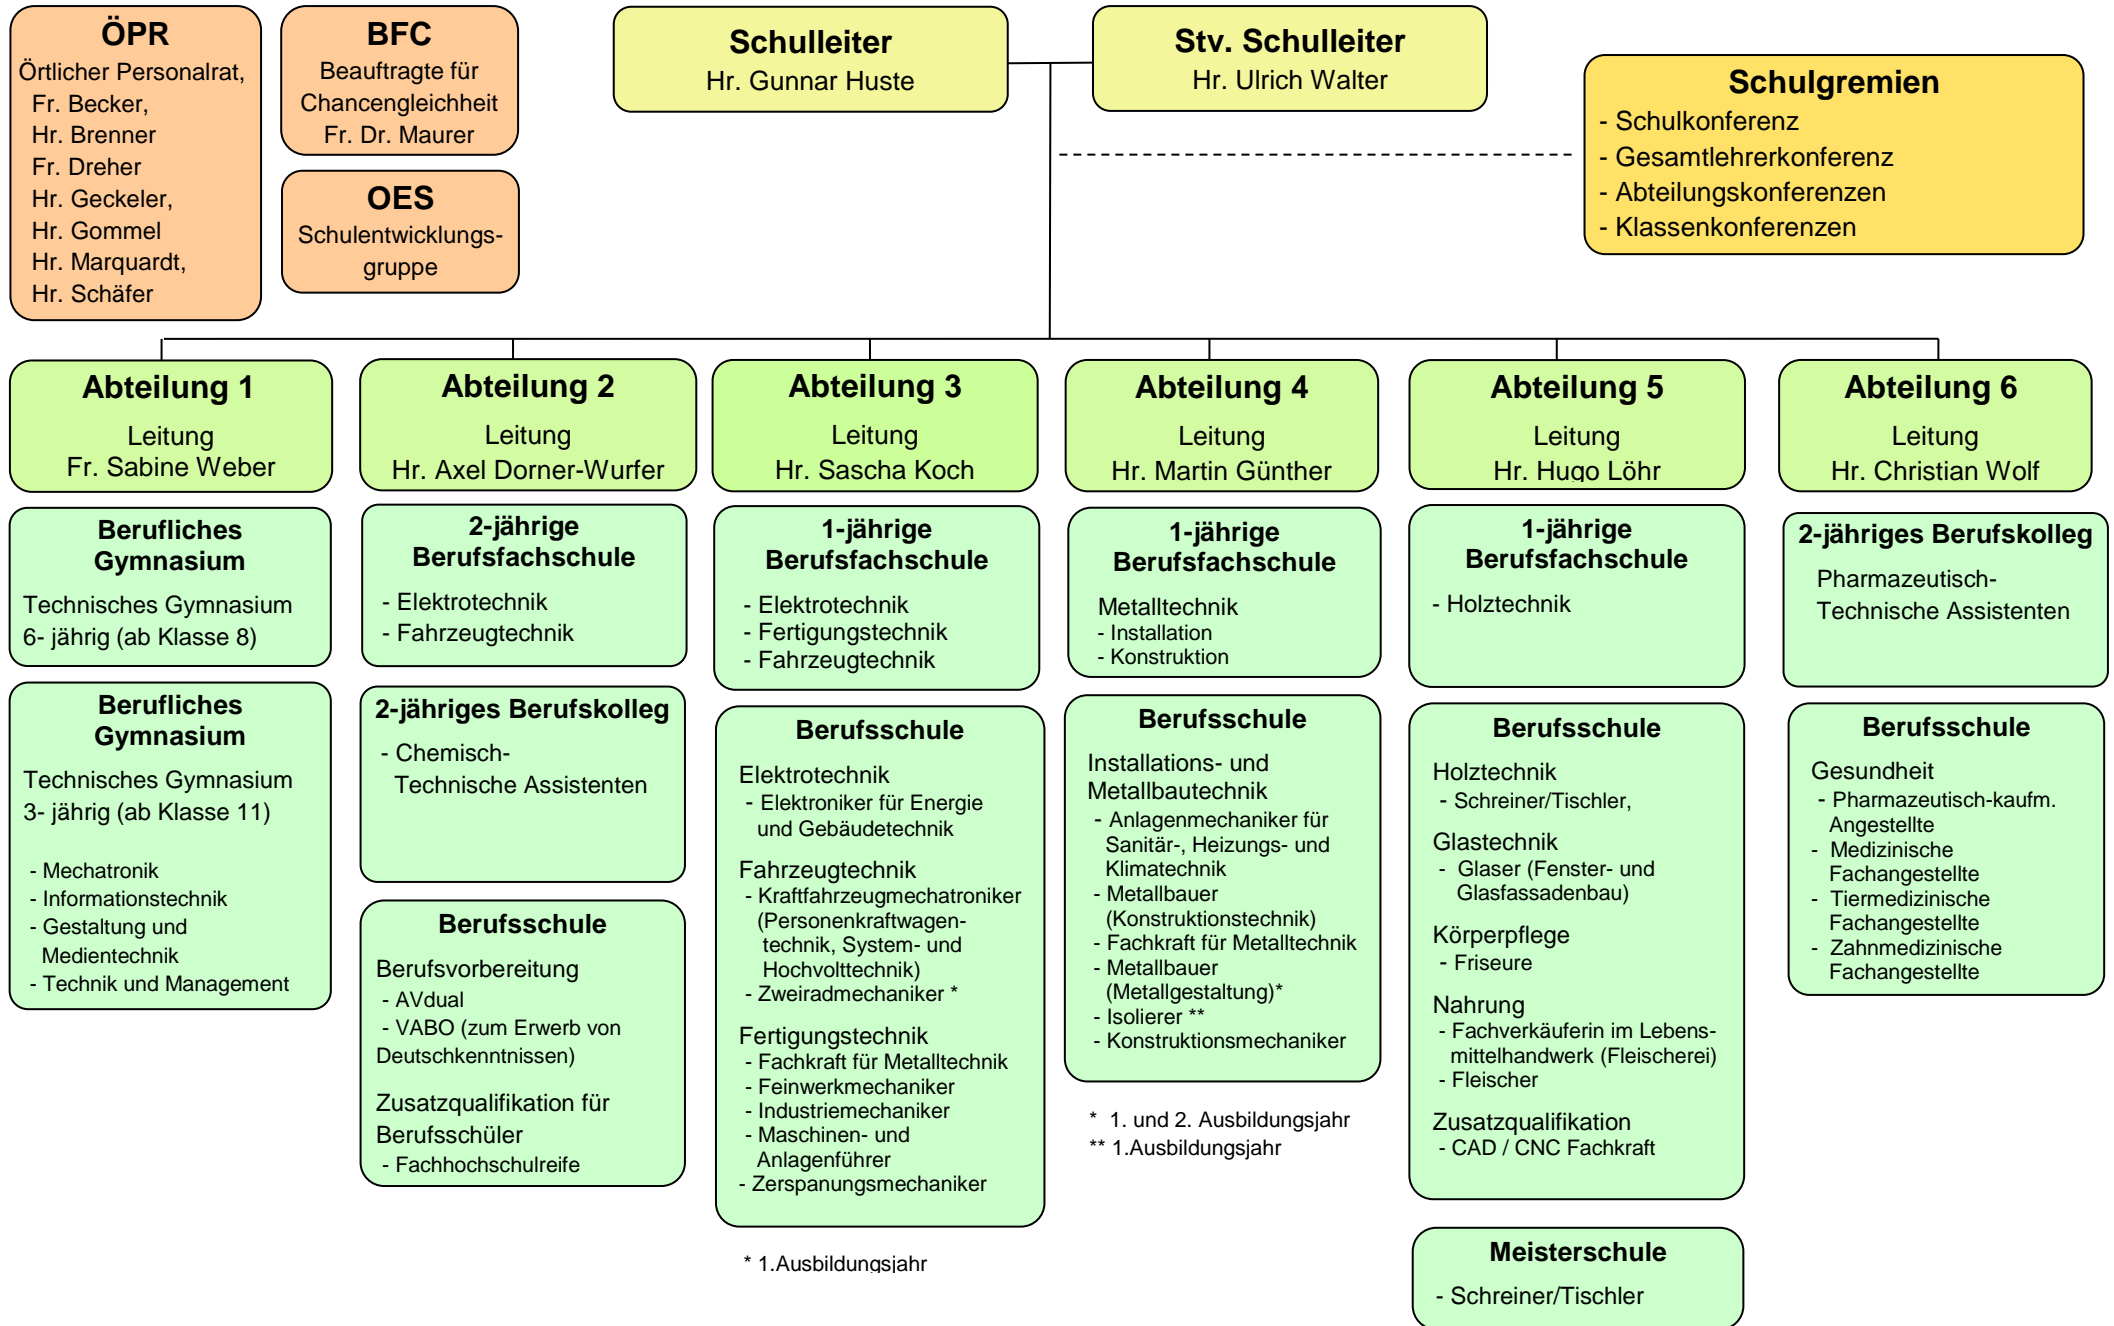 ÖPR
Örtlicher Personalrat,
Fr. Becker,
Hr. Brenner
Fr. Dreher
Hr. Geckeler,
Hr. Gommel
Hr. Marquardt,
Hr. Schäfer
BFC
Beauftragte für
Chancengleichheit
Fr. Dr. Maurer
OES
Schulentwicklungs-
gruppe
Schulleiter
Hr. Gunnar Huste
Stv. Schulleiter
Hr. Ulrich Walter
Schulgremien
- Schulkonferenz
- Gesamtlehrerkonferenz
- Abteilungskonferenzen
- Klassenkonferenzen
Abteilung 1
Leitung
Fr. Sabine Weber
Berufliches
Gymnasium
Technisches Gymnasium
6- jährig (ab Klasse 8)
Berufliches
Gymnasium
Technisches Gymnasium
3- jährig (ab Klasse 11)
- Mechatronik
- Informationstechnik
- Gestaltung und
Medientechnik
- Technik und Management
Abteilung 2
Leitung
Hr. Axel Dorner-Wurfer
2-jährige
Berufsfachschule
- Elektrotechnik
- Fahrzeugtechnik
2-jähriges Berufskolleg
- Chemisch-
Technische Assistenten
Berufsschule
Berufsvorbereitung
- AVdual
- VABO (zum Erwerb von
Deutschkenntnissen)
Zusatzqualifikation für
Berufsschüler
- Fachhochschulreife
Abteilung 3
Leitung
Hr. Sascha Koch
1-jährige
Berufsfachschule
- Elektrotechnik
- Fertigungstechnik
- Fahrzeugtechnik
Berufsschule
Elektrotechnik
- Elektroniker für Energie
und Gebäudetechnik
Fahrzeugtechnik
- Kraftfahrzeugmechatroniker
(Personenkraftwagen-
technik, System- und
Hochvolttechnik)
- Zweiradmechaniker *
Fertigungstechnik
- Fachkraft für Metalltechnik
- Feinwerkmechaniker
- Industriemechaniker
- Maschinen- und
Anlagenführer
- Zerspanungsmechaniker
* 1.Ausbildungsjahr
Abteilung 4
Leitung
Hr. Martin Günther
1-jährige
Berufsfachschule
Metalltechnik
- Installation
- Konstruktion
Berufsschule
Installations- und
Metallbautechnik
- Anlagenmechaniker für
Sanitär-, Heizungs- und
Klimatechnik
- Metallbauer
(Konstruktionstechnik)
- Fachkraft für Metalltechnik
- Metallbauer
(Metallgestaltung)*
- Isolierer **
- Konstruktionsmechaniker
* 1. und 2. Ausbildungsjahr
** 1.Ausbildungsjahr
Abteilung 5
Leitung
Hr. Hugo Löhr
1-jährige
Berufsfachschule
- Holztechnik
Berufsschule
Holztechnik
- Schreiner/Tischler,
Glastechnik
- Glaser (Fenster- und
Glasfassadenbau)
Körperpflege
- Friseure
Nahrung
- Fachverkäuferin im Lebens-
mittelhandwerk (Fleischerei)
- Fleischer
Zusatzqualifikation
- CAD / CNC Fachkraft
Meisterschule
- Schreiner/Tischler
Abteilung 6
Leitung
Hr. Christian Wolf
2-jähriges Berufskolleg
Pharmazeutisch-
Technische Assistenten
Berufsschule
Gesundheit
- Pharmazeutisch-kaufm.
Angestellte
- Medizinische
Fachangestellte
- Tiermedizinische
Fachangestellte
- Zahnmedizinische
Fachangestellte